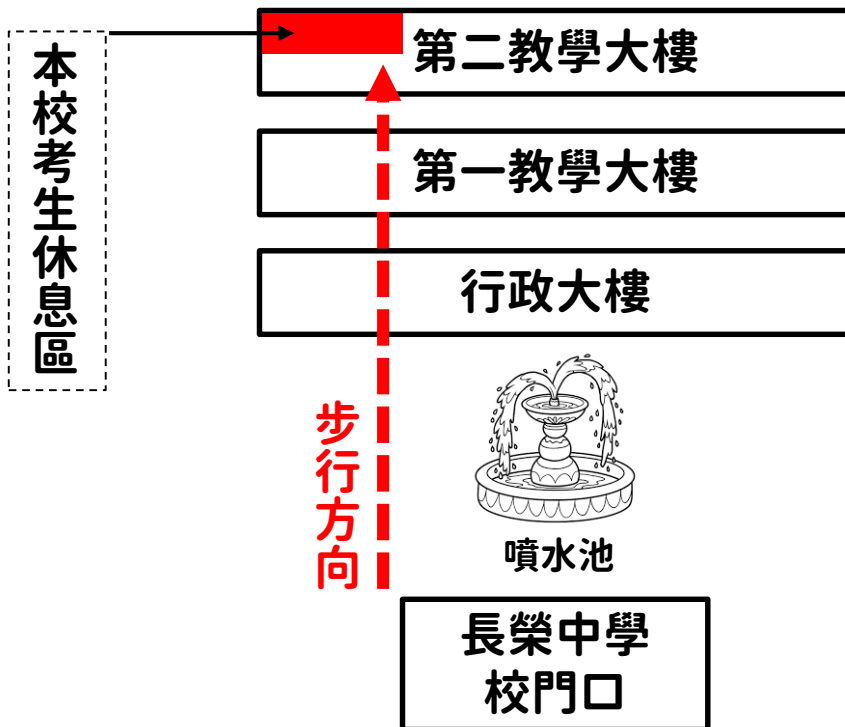 本校考生休息區
第二教學大樓
第一教學大樓
行政大樓
步行方向
噴水池
長榮中學
校門口